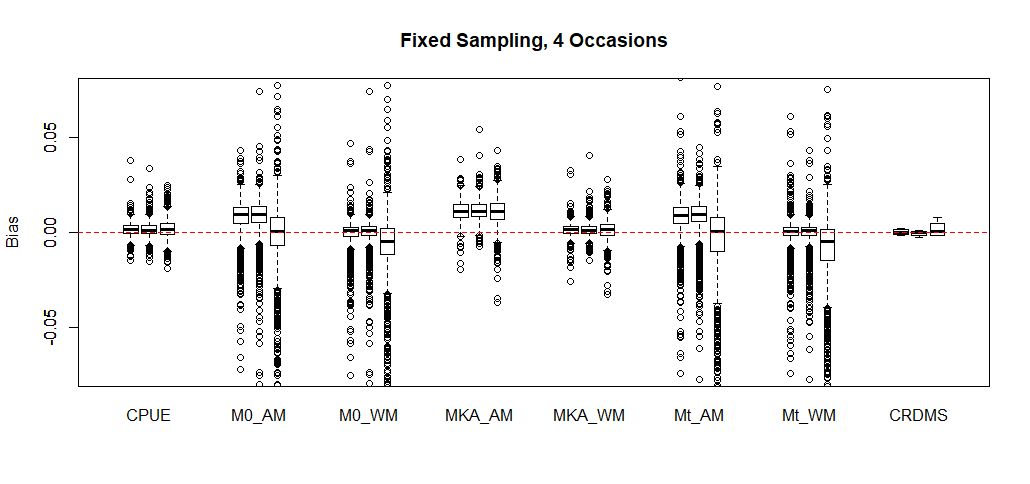 Fixed Sampling, 4 Occasions
Bias
0.05
0.00
-0.05
CPUE M0_AM M0_WM MKA_AM MKA_WM Mt_AM Mt_WM CRDMS